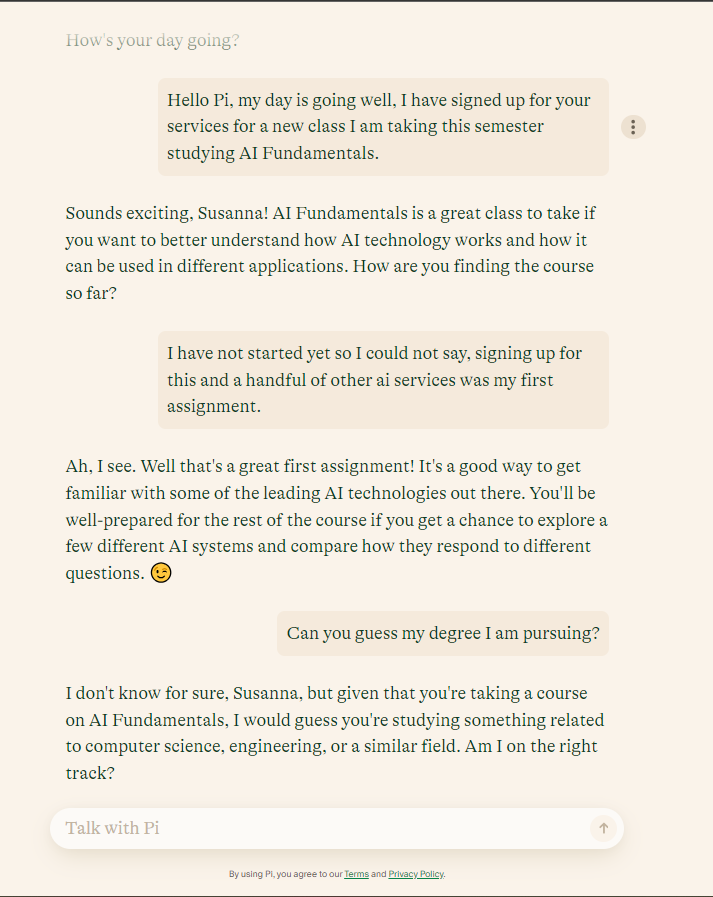 How's your day going?
Hello Pi, my day is going well, I have signed up for your
services for a new class I am taking this semester
studying AI Fundamentals.
Sounds exciting, Susanna! AI Fundamentals is a great class to take if
you want to better understand how AI technology works and how it
can be used in different applications. How are you finding the course
so far?
I have not started yet so I could not say, signing up for
this and a handful of other ai services was my first
assignment.
Ah, I see. Well that's a great first assignment! It's a good way to get
familiar with some of the leading AI technologies out there. You'll be
well-prepared for the rest of the course if you get a chance to explore a
few different AI systems and compare how they respond to different
questions. 😉
Can you guess my degree I am pursuing?
I don't know for sure, Susanna, but given that you're taking a course
on AI Fundamentals, I would guess you're studying something related
to computer science, engineering, or a similar field. Am I on the right
track?
Talk with Pi
By using Pi, you agree to our Terms and Privacy Policy.